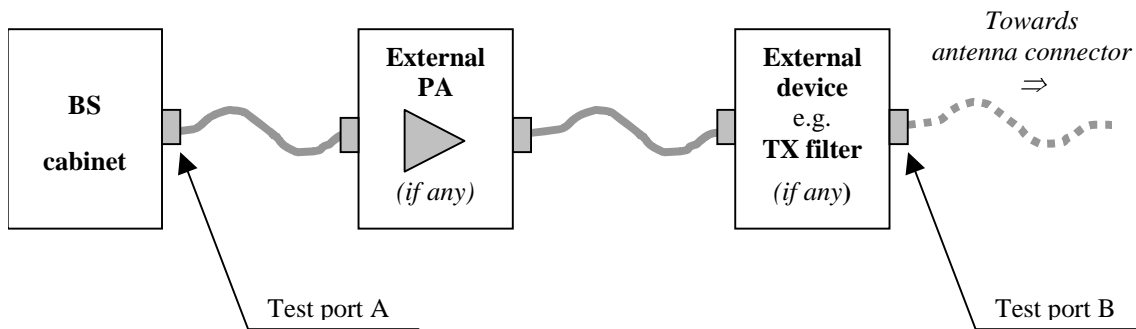 BS
cabinet
External
PA
(if any)
External
device
e.g.
TX filter
(if any)
Towards
antenna connector
⇒
Test port A
Test port B